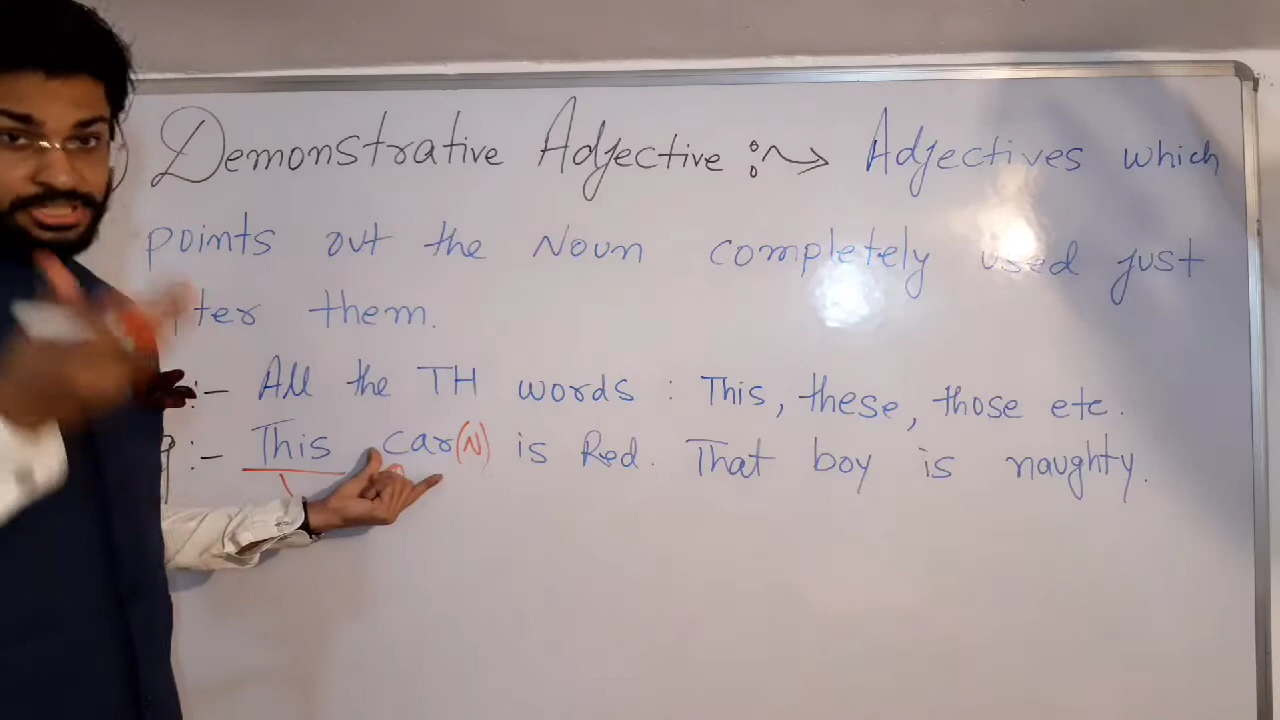 Demonstrative Adjective :→ Adjectives which
points out the Noun completely used just
them.
:- All the TH words : This, these, those etc.
:- This car (N) is Red. That boy is naughty.